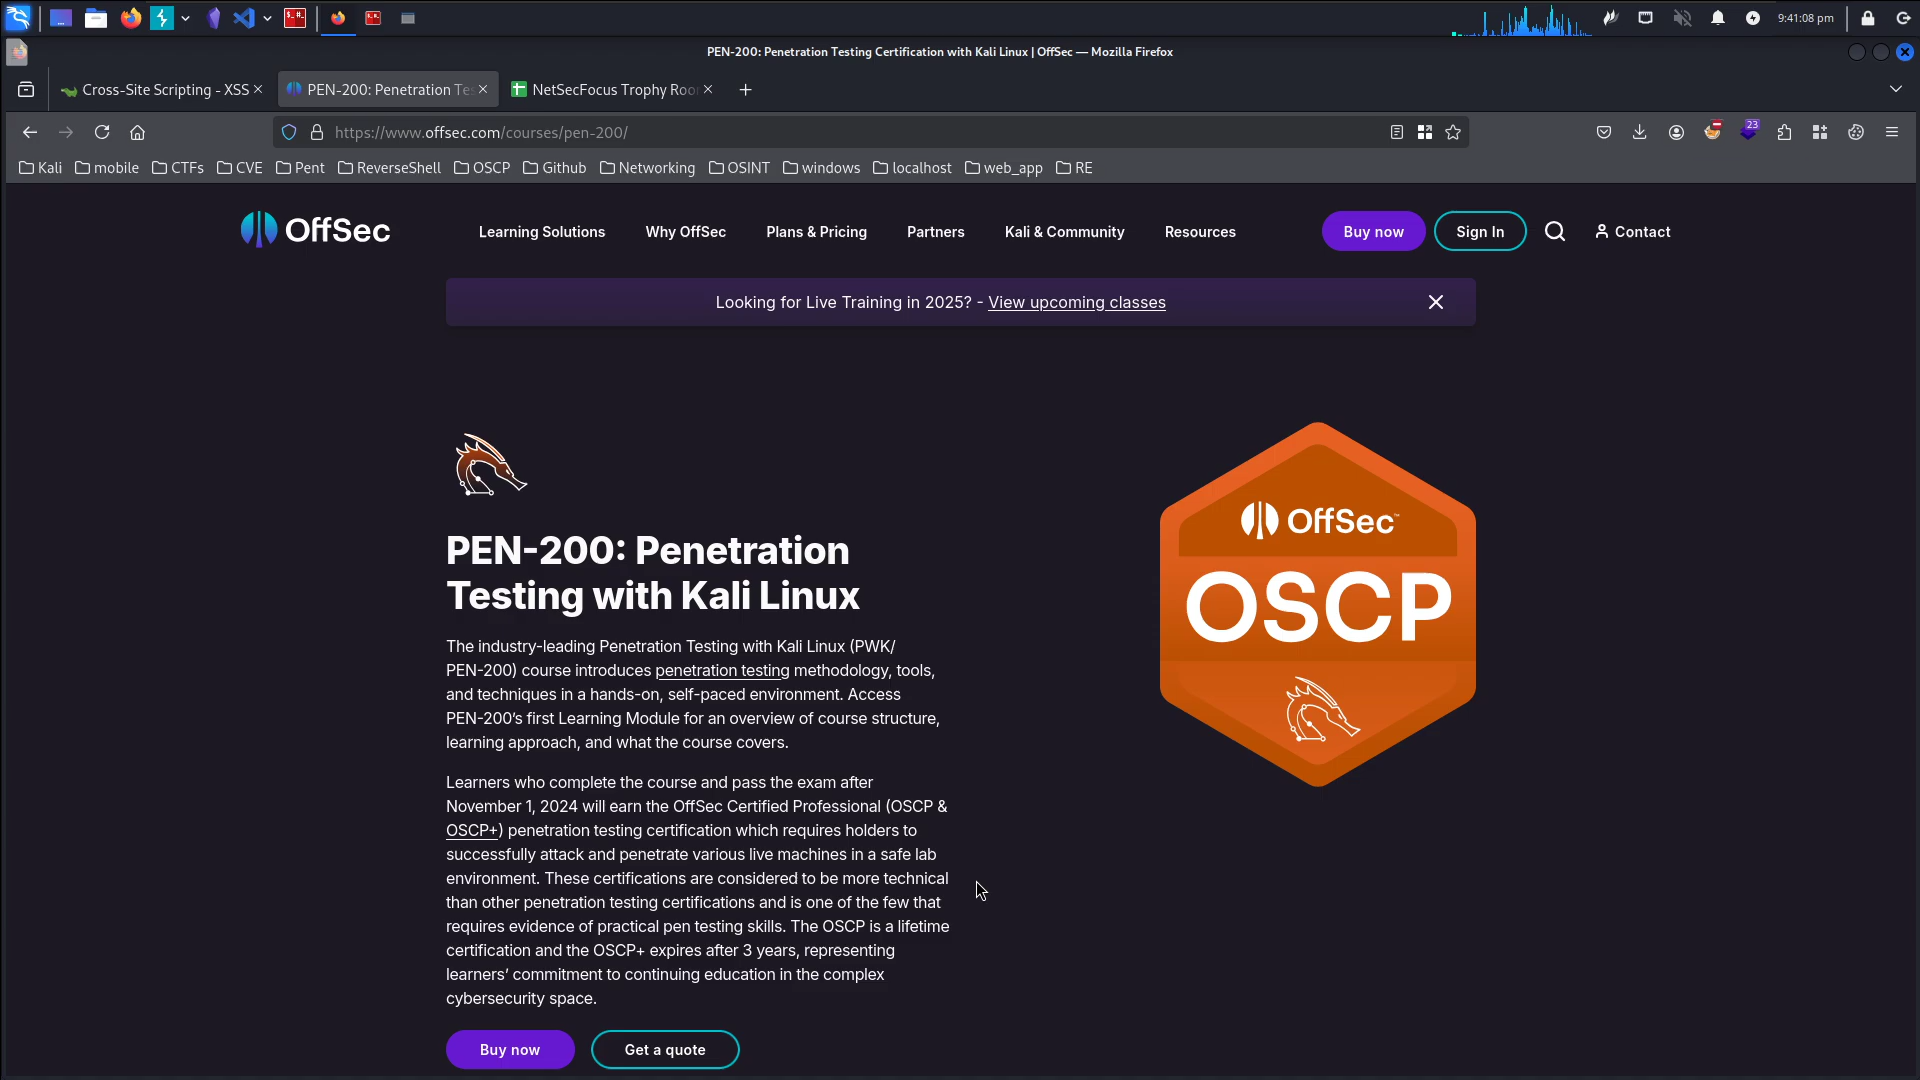 9:41:08 pm
PEN-200: Penetration Testing Certification with Kali Linux | OffSec — Mozilla Firefox
Cross-Site Scripting - XSS
PEN-200: Penetration Tes
NetSecFocus Trophy Roo
https://www.offsec.com/courses/pen-200/
23
Kali
mobile
CTFs
CVE
Pent
ReverseShell
OSCP
Github
Networking
OSINT
windows
localhost
web_app
RE
OffSec
Learning Solutions
Why OffSec
Plans & Pricing
Partners
Kali & Community
Resources
Buy now
Sign In
Contact
Looking for Live Training in 2025? - View upcoming classes
PEN-200: Penetration
Testing with Kali Linux
The industry-leading Penetration Testing with Kali Linux (PWK/
PEN-200) course introduces penetration testing methodology, tools,
and techniques in a hands-on, self-paced environment. Access
PEN-200’s first Learning Module for an overview of course structure,
learning approach, and what the course covers.
Learners who complete the course and pass the exam after
November 1, 2024 will earn the OffSec Certified Professional (OSCP &
OSCP+) penetration testing certification which requires holders to
successfully attack and penetrate various live machines in a safe lab
environment. These certifications are considered to be more technical
than other penetration testing certifications and is one of the few that
requires evidence of practical pen testing skills. The OSCP is a lifetime
certification and the OSCP+ expires after 3 years, representing
learners’ commitment to continuing education in the complex
cybersecurity space.
Buy now
Get a quote
OffSec™
OSCP